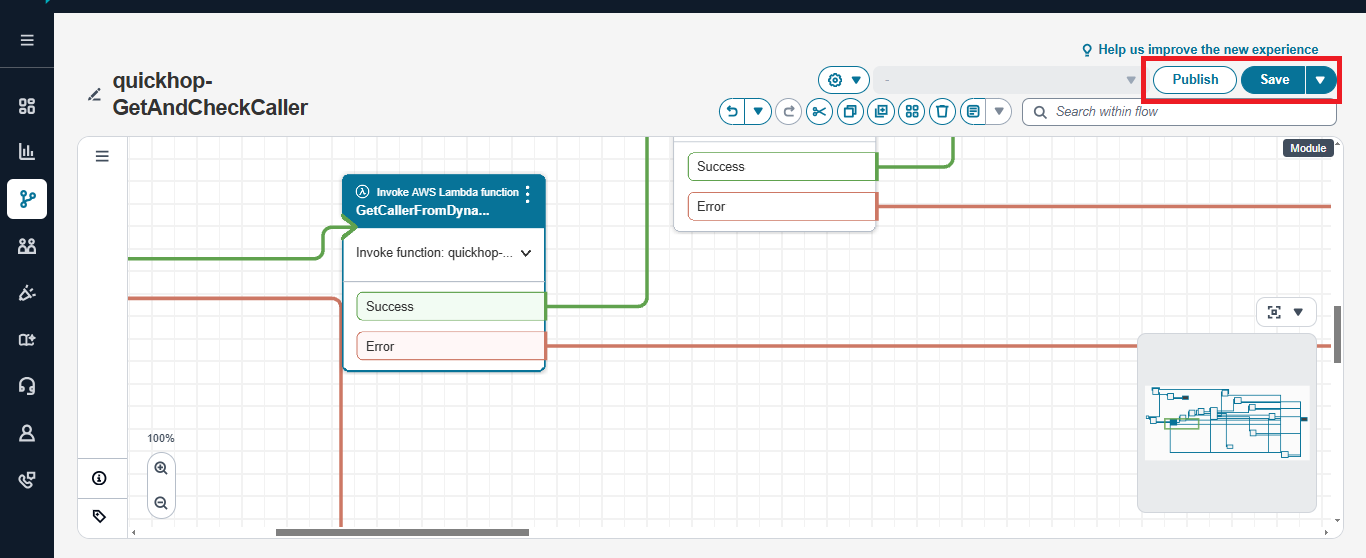 Help us improve the new experience
quickhop-
GetAndCheckCaller
-
Publish
Save
Search within flow
Module
Success
Error
Invoke AWS Lambda function
GetCallerFromDyna...
Invoke function: quickhop-...
Success
Error
100%